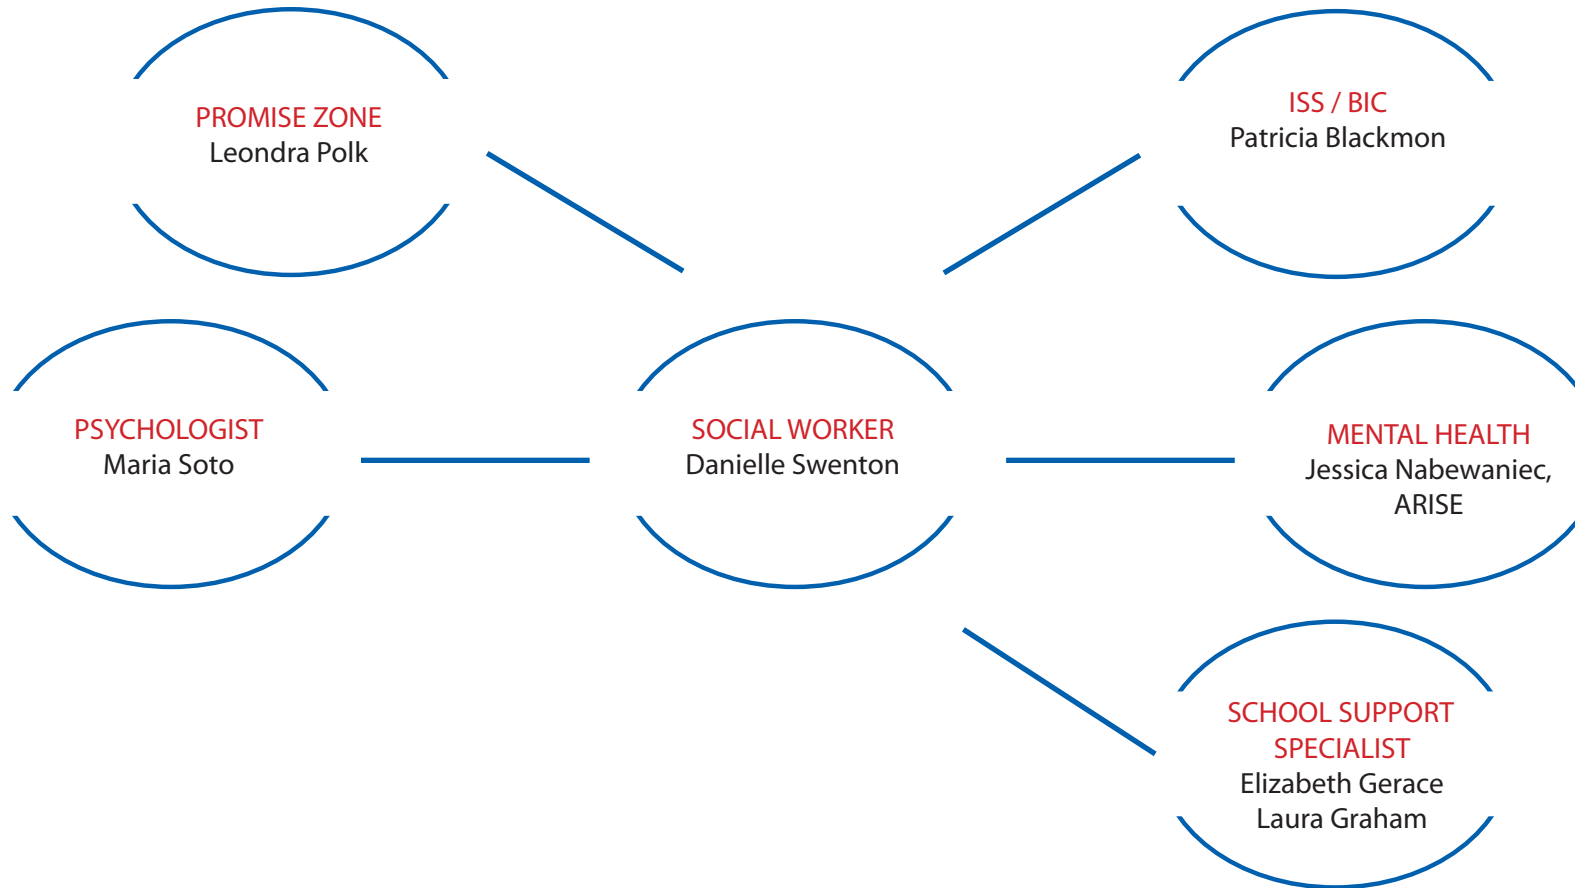 PROMISE ZONE
Leondra Polk
ISS / BIC
Patricia Blackmon
PSYCHOLOGIST
Maria Soto
SOCIAL WORKER
Danielle Swenton
MENTAL HEALTH
Jessica Nabewaniec,
ARISE
SCHOOL SUPPORT
SPECIALIST
Elizabeth Gerace
Laura Graham